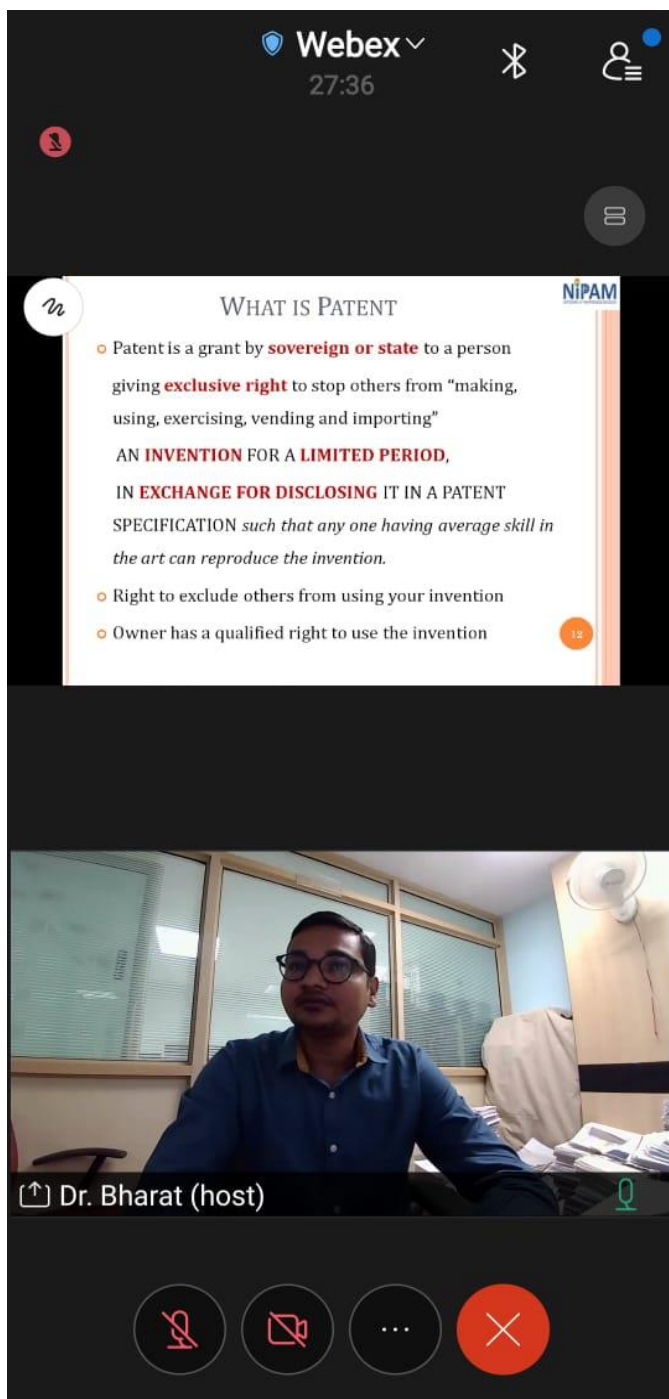 Webex
27:36
WHAT IS PATENT
NiPAM
Patent is a grant by sovereign or state to a person
giving exclusive right to stop others from “making,
using, exercising, vending and importing”
AN INVENTION FOR A LIMITED PERIOD,
IN EXCHANGE FOR DISCLOSING IT IN A PATENT
SPECIFICATION such that any one having average skill in
the art can reproduce the invention.
Right to exclude others from using your invention
Owner has a qualified right to use the invention
12
Dr. Bharat (host)